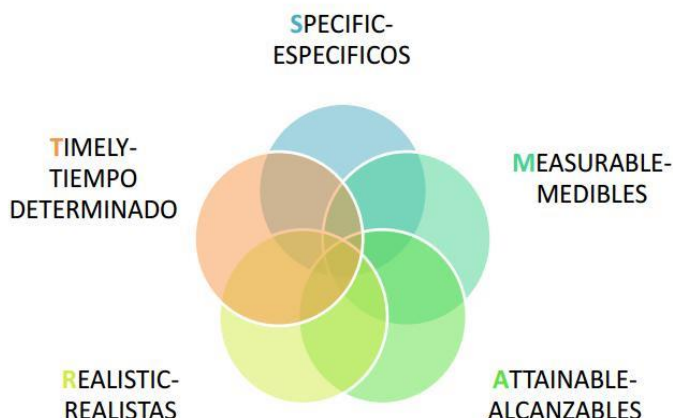 SPECIFIC-
ESPECIFICOS
TIMELY-
TIEMPO
DETERMINADO
MEASURABLE-
MEDIBLES
REALISTIC-
REALISTAS
ATTAINABLE-
ALCANZABLES